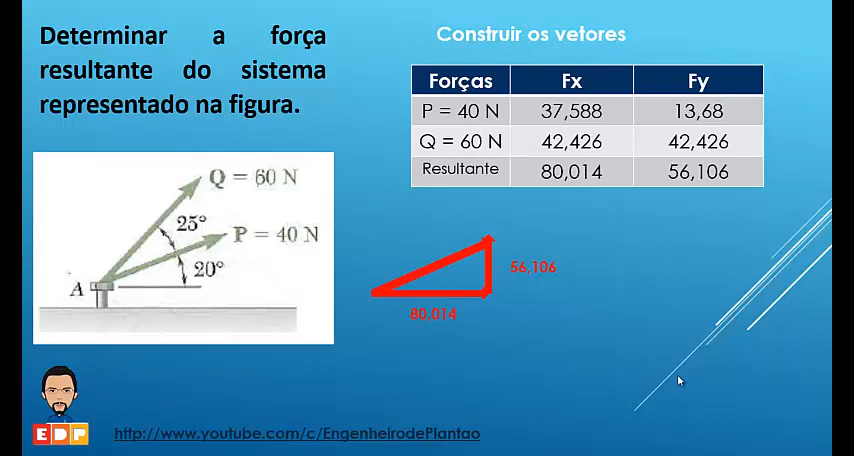 Determinar a força
resultante do sistema
representado na figura.
Construir os vetores
Forças Fx Fy
P = 40 N 37,588 13,68
Q = 60 N 42,426 42,426
Resultante 80,014 56,106
Q = 60 N
25°
P = 40 N
20°
A
56,106
80,014
EDP
http://www.youtube.com/c/EngenheirodePlantao